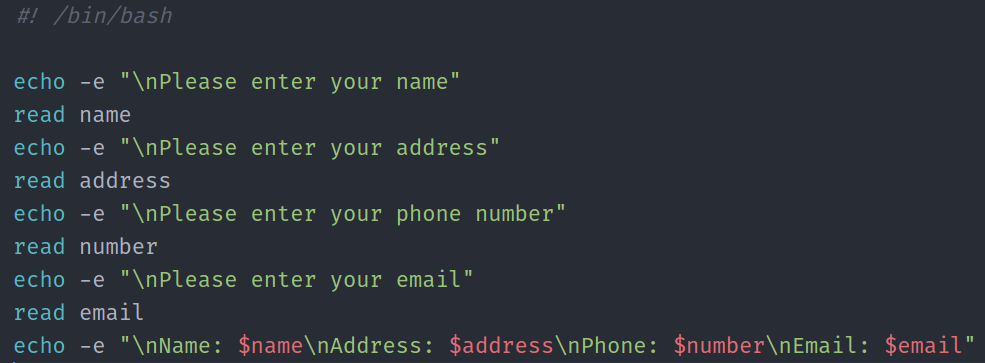 #! /bin/bash
echo -e "\nPlease enter your name"
read name
echo -e "\nPlease enter your address"
read address
echo -e "\nPlease enter your phone number"
read number
echo -e "\nPlease enter your email"
read email
echo -e "\nName: $name\nAddress: $address\nPhone: $number\nEmail: $email"